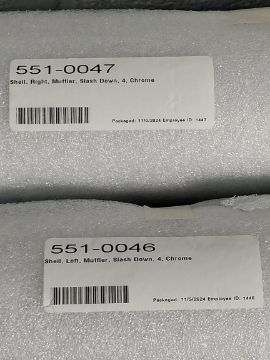 551-0047
Shell, Right, Muffler, Slash Down, 4, Chrome
Packaged: 11/5/2024 Employee ID: 1447
551-0046
Shell, Left, Muffler, Slash Down, 4, Chrome
Packaged: 11/5/2024 Employee ID: 1448